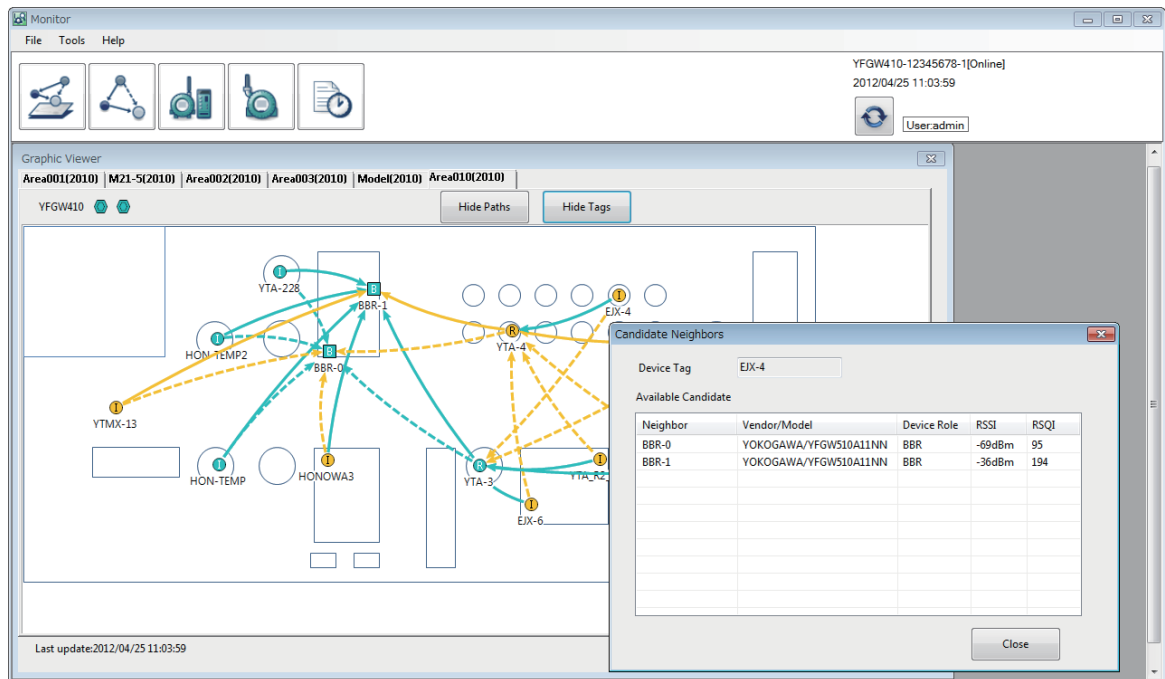 Monitor
File Tools Help
YFGW410-12345678-1[Online]
2012/04/25 11:03:59
User:admin
Graphic Viewer
Area001(2010) M21-5(2010) Area002(2010) Area003(2010) Model(2010) Area010(2010)
YFGW410
Hide Paths Hide Tags
I
YTA-228
B
BBR-1
I
EJX-4
R
YTA-4
I
HON-TEMP2
B
BBR-0
I
YTMX-13
I
HON-TEMP
I
HONOWA3
R
YTA-3
I
YTA_R2_
I
EJX-6
Last update:2012/04/25 11:03:59
Candidate Neighbors
Device Tag EJX-4
Available Candidate
Neighbor Vendor/Model Device Role RSSI RSQI
BBR-0 YOKOGAWA/YFGW510A11NN BBR -69dBm 95
BBR-1 YOKOGAWA/YFGW510A11NN BBR -36dBm 194
Close